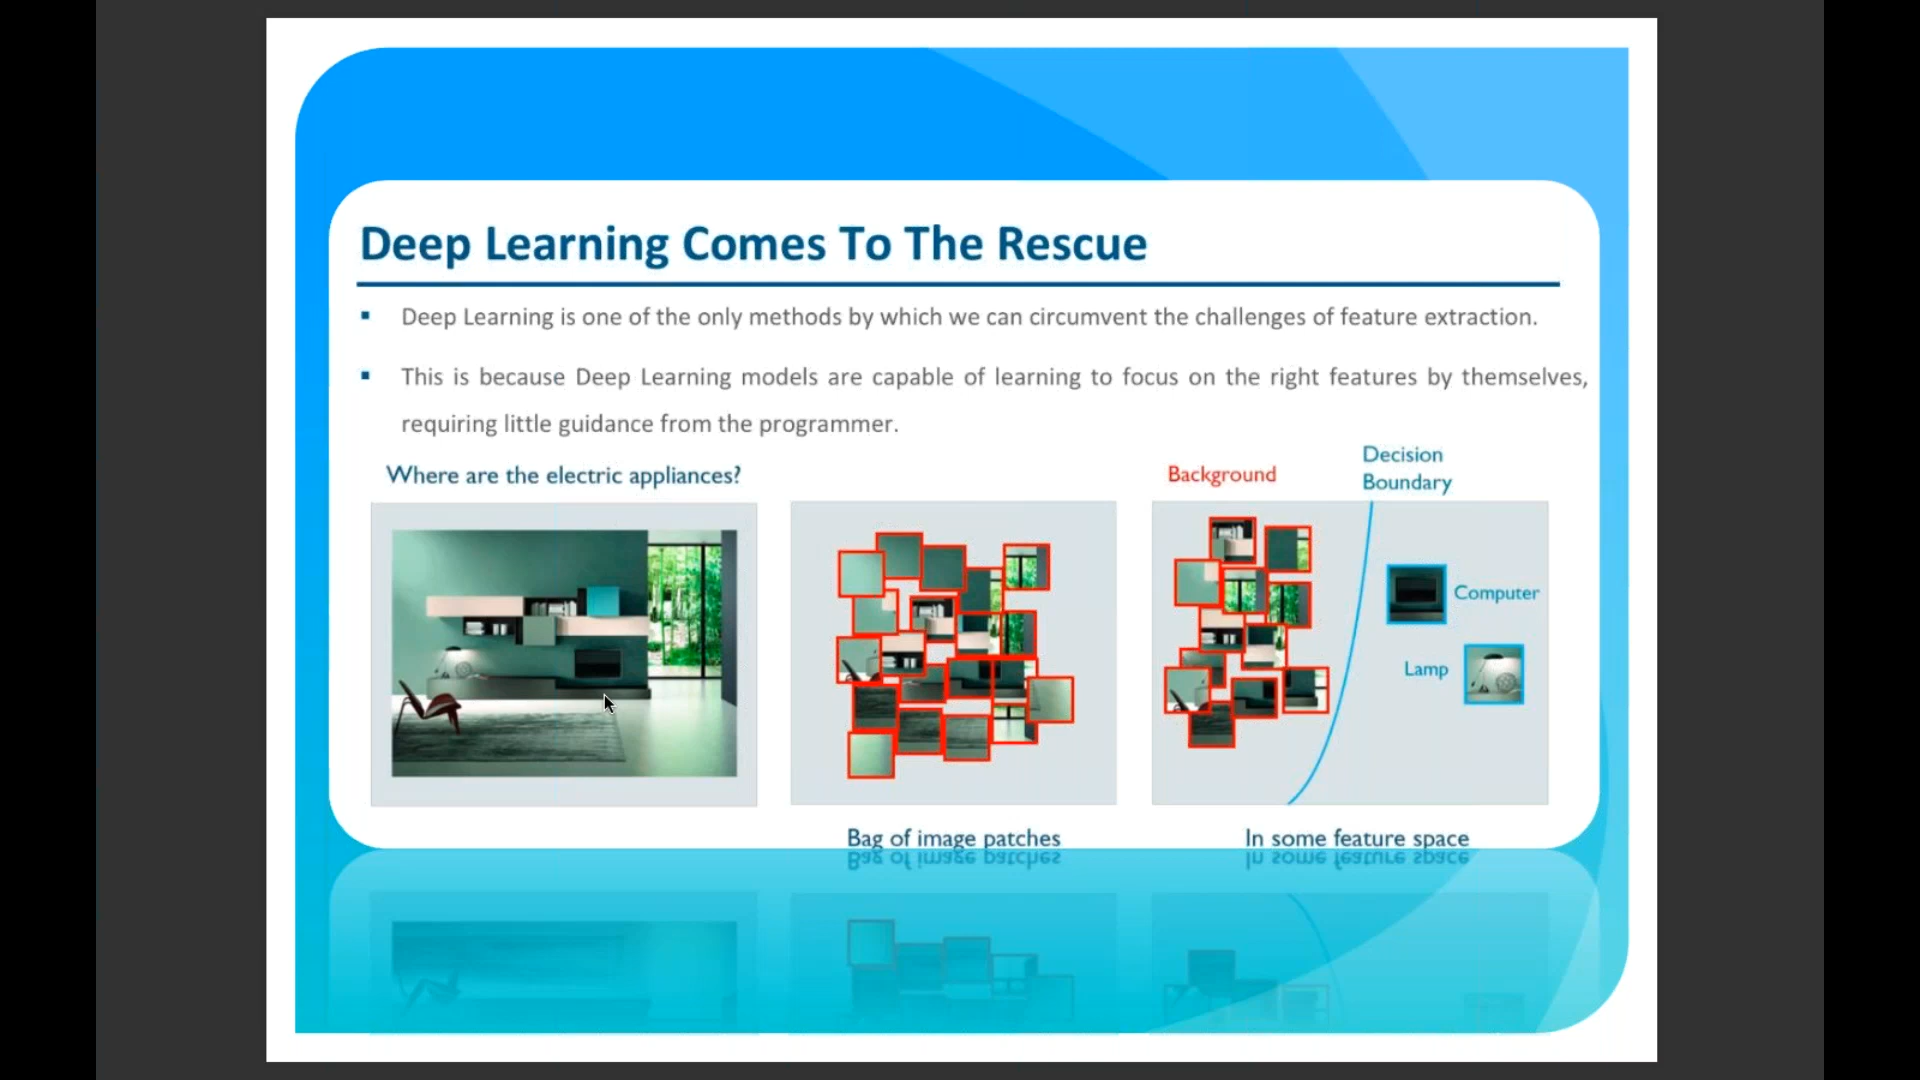 Deep Learning Comes To The Rescue
▪ Deep Learning is one of the only methods by which we can circumvent the challenges of feature extraction.
▪ This is because Deep Learning models are capable of learning to focus on the right features by themselves,
requiring little guidance from the programmer.
Where are the electric appliances?
Background
Decision
Boundary
Computer
Lamp
Bag of image patches
In some feature space